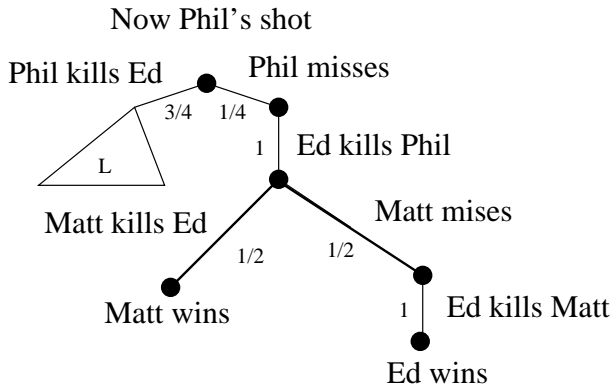 Now Phil's shot
Phil kills Ed
Phil misses
3/4
1/4
L
1
Ed kills Phil
Matt kills Ed
Matt mises
1/2
1/2
Matt wins
1
Ed kills Matt
Ed wins